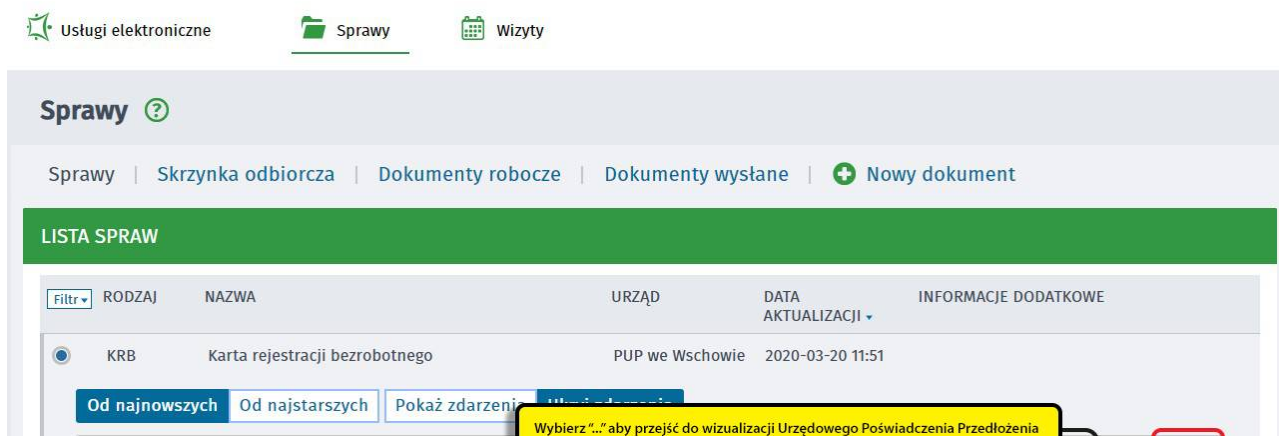 Usługi elektroniczne Sprawy Wizyty
Sprawy ?
Sprawy | Skrzynka odbiorcza | Dokumenty robocze | Dokumenty wysłane | Nowy dokument
LISTA SPRAW
Filtr RODZAJ NAZWA URZĄD DATA AKTUALIZACJI INFORMACJE DODATKOWE
KRB Karta rejestracji bezrobotnego PUP we Wschowie 2020-03-20 11:51
Od najnowszych Od najstarszych Pokaż zdarzenia
Wybierz "..." aby przejść do wizualizacji Urzędowego Poświadczenia Przedłożenia